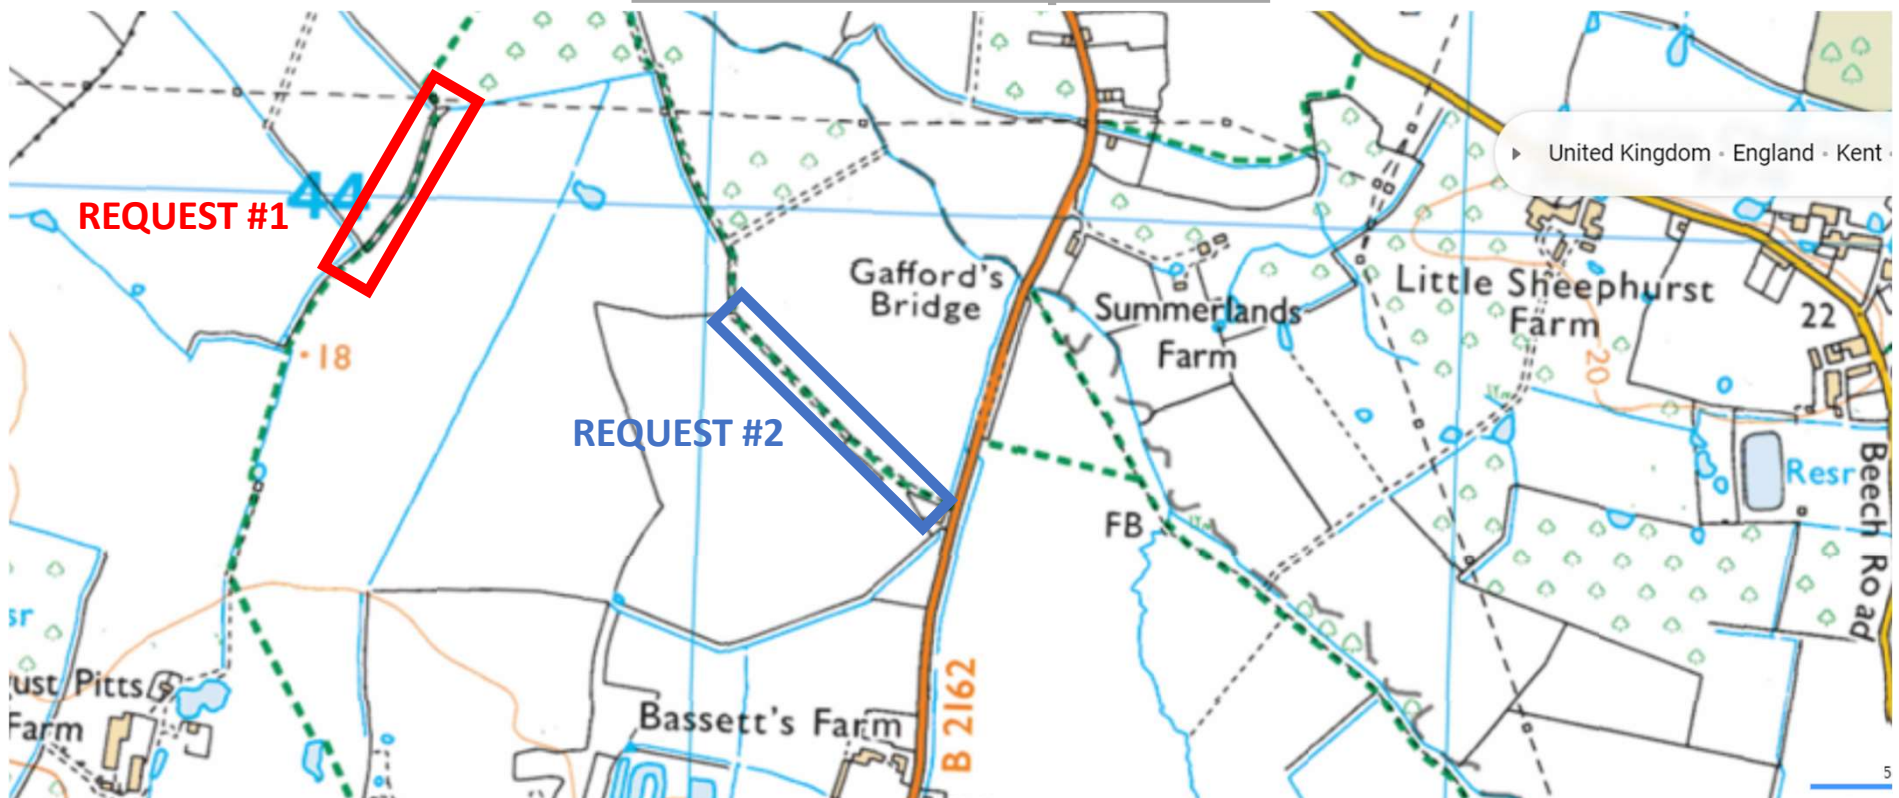 44
REQUEST #1
United Kingdom · England · Kent ·
Gafford's
Bridge
Summerlands
Farm
Little Sheephurst
Farm
22
18
20
REQUEST #2
Resr
FB
Beech Road
sr
ust Pitts
Farm
Bassett's Farm
B 2162
5